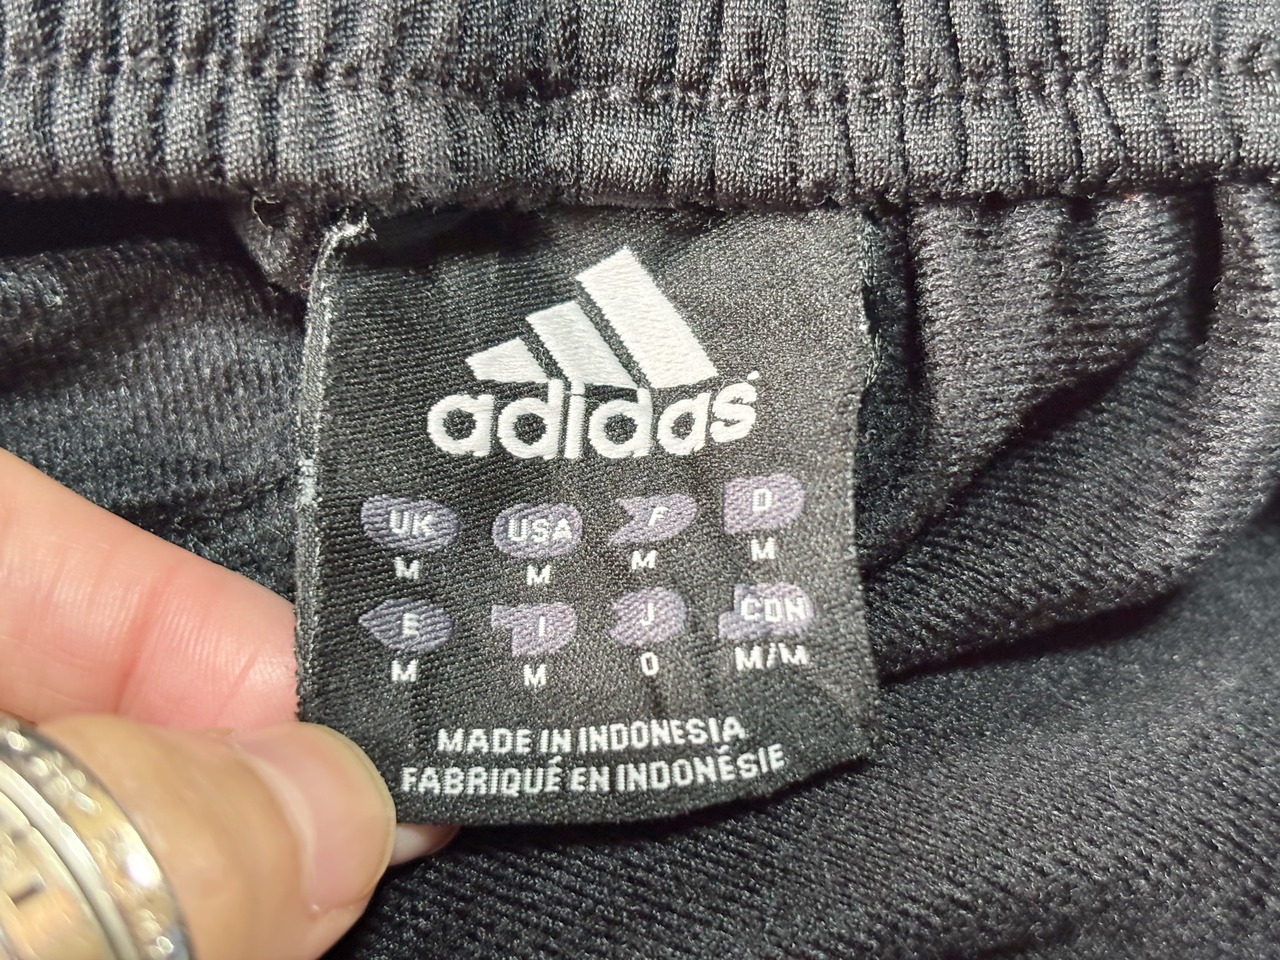 adidas
UK USA F D
M M M M
E I J CDN
M M O M/M
MADE IN INDONESIA
FABRIQUÉ EN INDONÉSIE